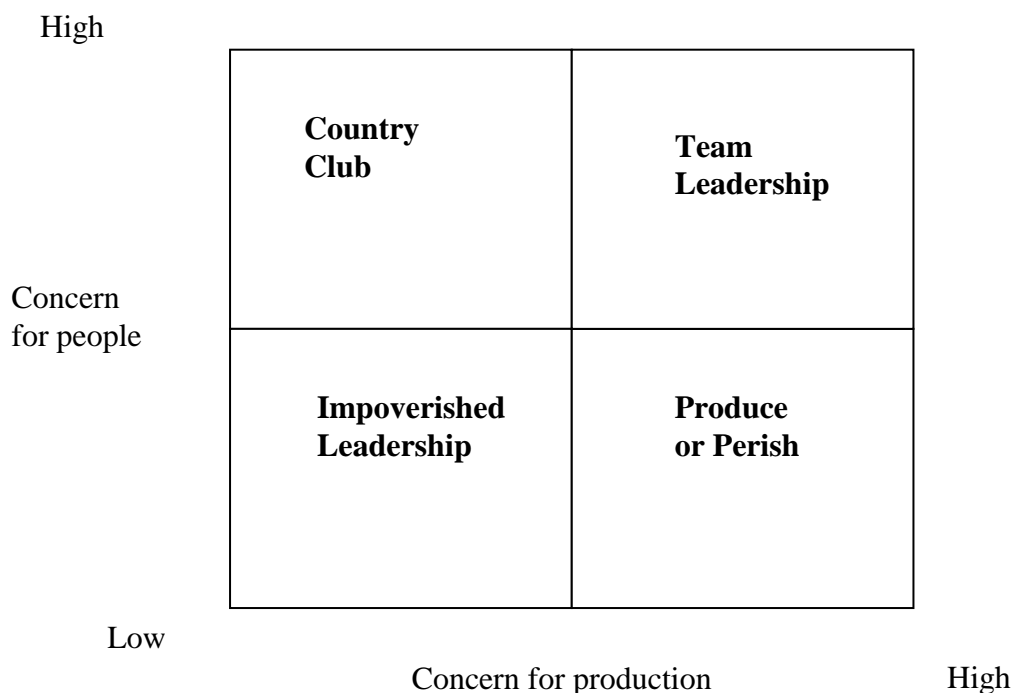 High
Country
Club
Team
Leadership
Concern
for people
Impoverished
Leadership
Produce
or Perish
Low
Concern for production
High